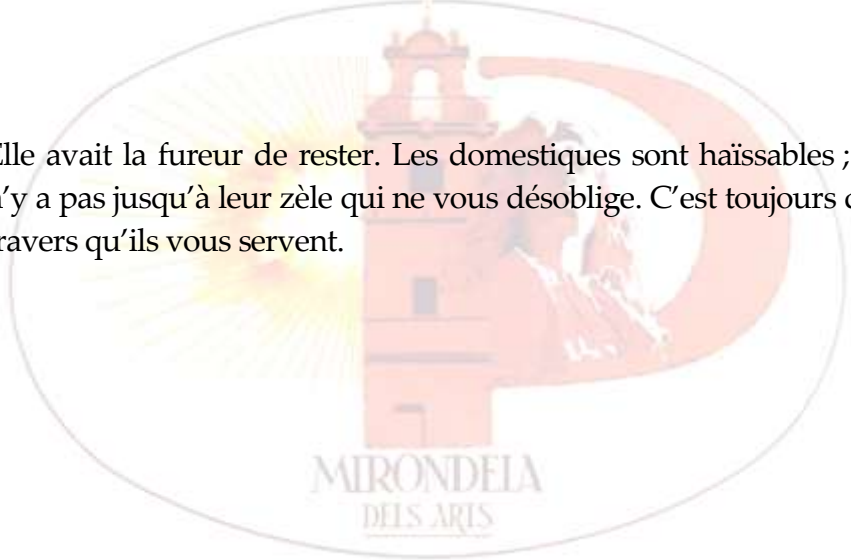 Elle avait la fureur de rester. Les domestiques sont haïssables ;
n'y a pas jusqu'à leur zèle qui ne vous désoblige. C'est toujours
travers qu'ils vous servent.
MIRONDELA
DELS ARTS